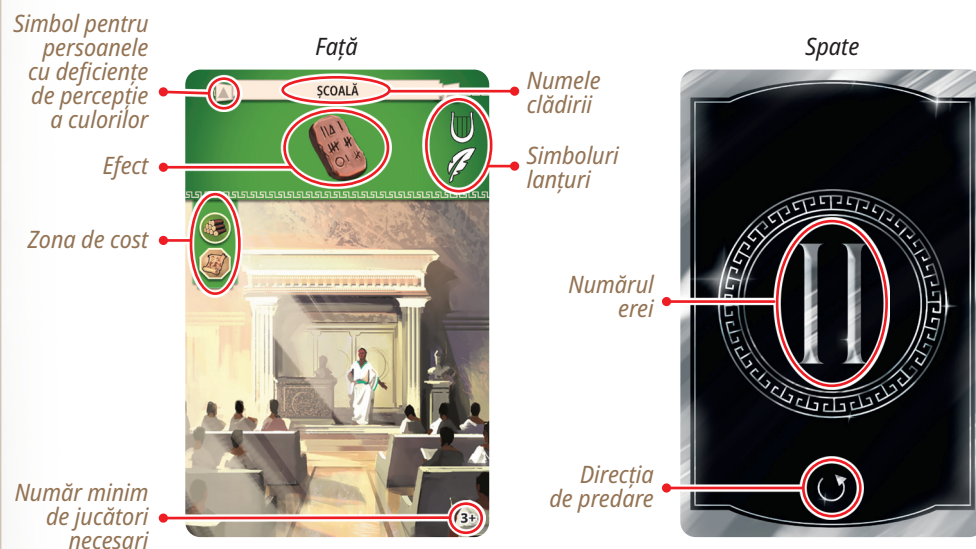 Simbol pentru
persoanele
cu deficiențe
de percepție
a culorilor
Efect
Zona de cost
Număr minim
de jucători
necesari
Față
ȘCOALĂ
3+
Numele
clădirii
Simboluri
lanțuri
Spate
Numărul
erei
II
Direcția
de predare